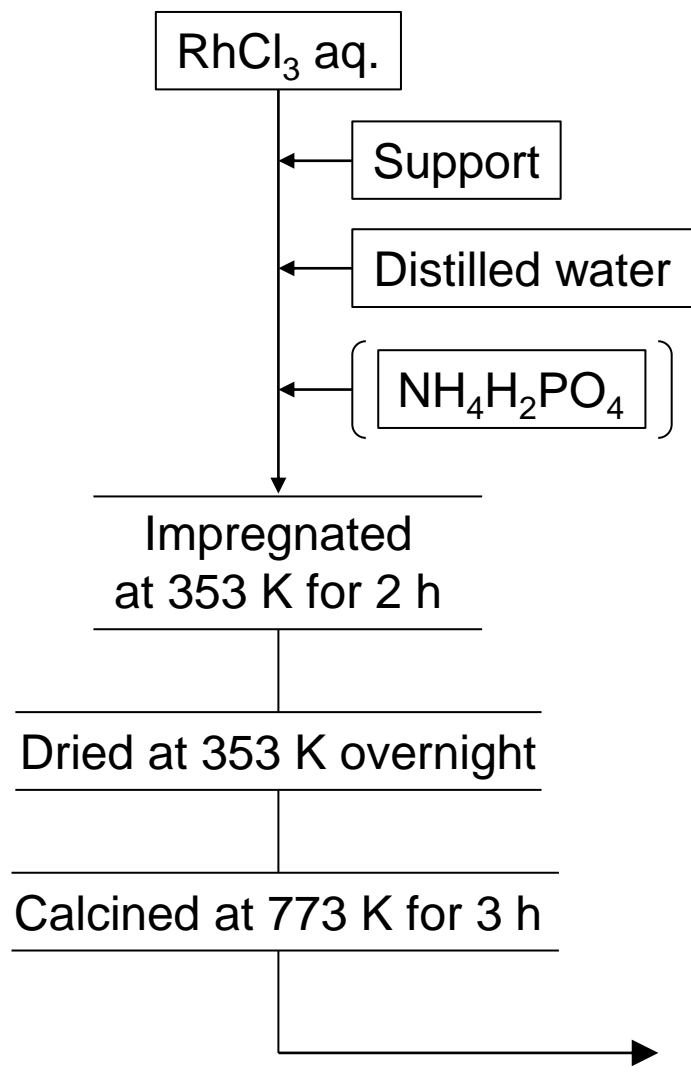 RhCl₃ aq.
Support
Distilled water
(NH₄H₂PO₄)
Impregnated
at 353 K for 2 h
Dried at 353 K overnight
Calcined at 773 K for 3 h